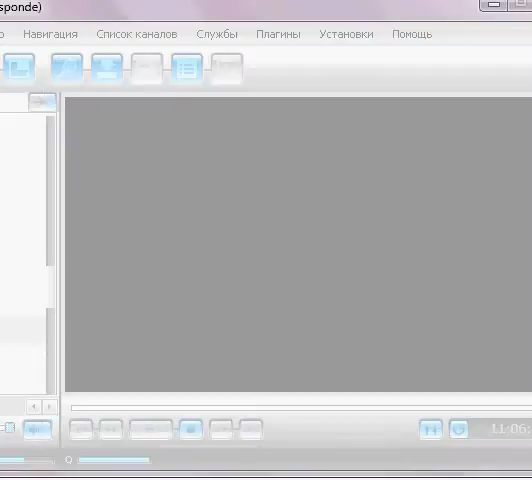 sponde)
о Навигация Список каналов Службы Плагины Установки Помощь
11:06:
Q